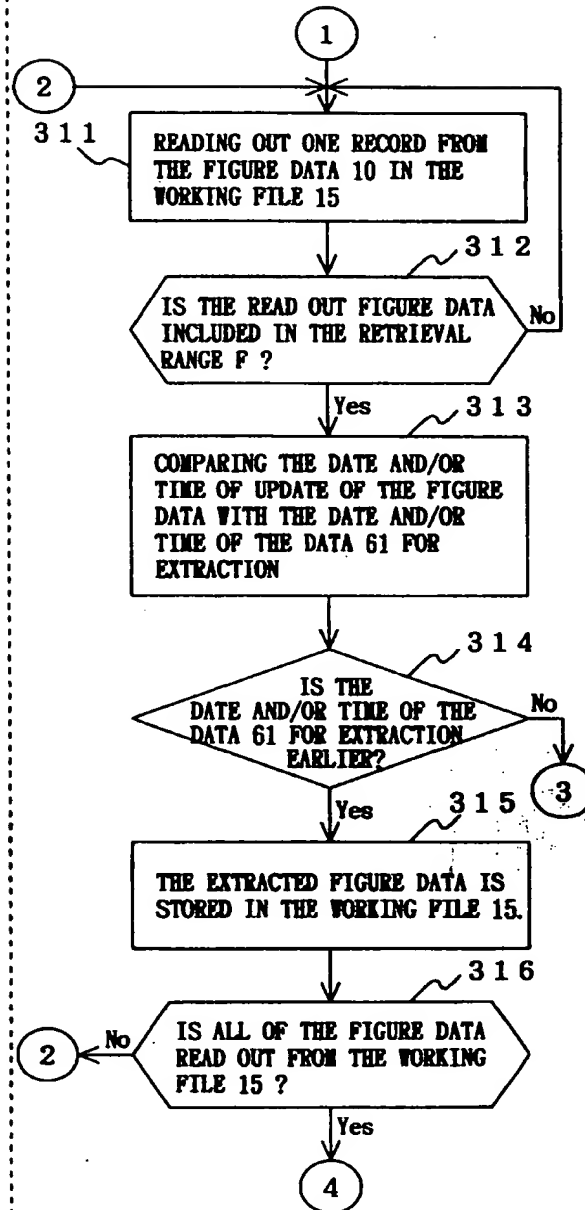 1
2
311
READING OUT ONE RECORD FROM
THE FIGURE DATA 10 IN THE
WORKING FILE 15
312
IS THE READ OUT FIGURE DATA
INCLUDED IN THE RETRIEVAL
RANGE F ?
No
Yes
313
COMPARING THE DATE AND/OR
TIME OF UPDATE OF THE FIGURE
DATA WITH THE DATE AND/OR
TIME OF THE DATA 61 FOR
EXTRACTION
314
IS THE
DATE AND/OR TIME OF THE
DATA 61 FOR EXTRACTION
EARLIER?
No
3
Yes
315
THE EXTRACTED FIGURE DATA IS
STORED IN THE WORKING FILE 15.
316
IS ALL OF THE FIGURE DATA
READ OUT FROM THE WORKING
FILE 15 ?
No
2
Yes
4